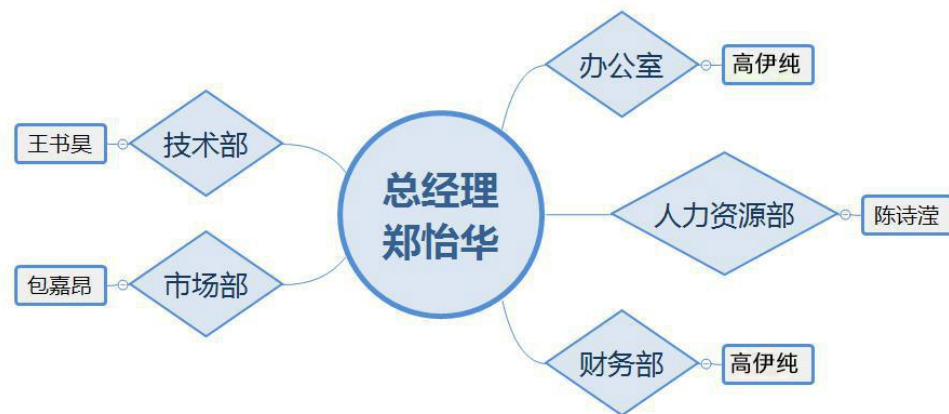 总经理
郑怡华
办公室
高伊纯
人力资源部
陈诗滢
财务部
高伊纯
技术部
王书昊
市场部
包嘉昂